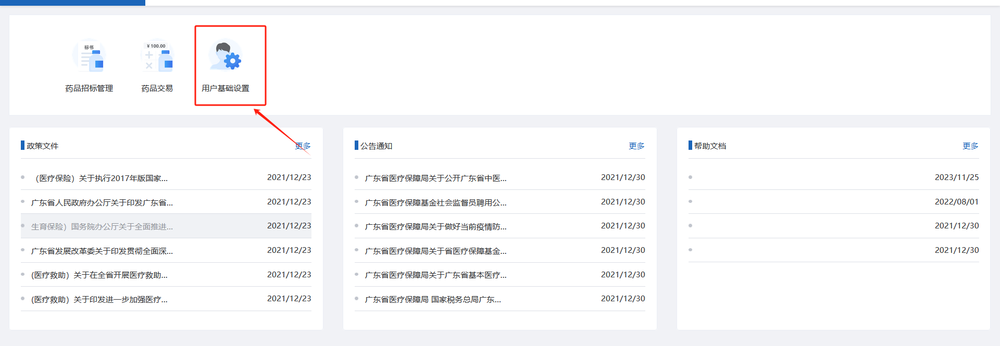 标书
¥ 100.00
药品招标管理
药品交易
用户基础设置
政策文件
更多
（医疗保险）关于执行2017年版国家...
2021/12/23
广东省人民政府办公厅关于印发广东省...
2021/12/23
生育保险）国务院办公厅关于全面推进...
2021/12/23
广东省发展改革委关于印发贯彻全面深...
2021/12/23
(医疗救助）关于在全省开展医疗救助...
2021/12/23
(医疗救助）关于印发进一步加强医疗...
2021/12/23
公告通知
更多
广东省医疗保障局关于公开广东省中医...
2021/12/30
广东省医疗保障基金社会监督员聘用公...
2021/12/30
广东省医疗保障局关于做好当前疫情防...
2021/12/30
广东省医疗保障局关于省医疗保障基金...
2021/12/30
广东省医疗保障局关于广东省基本医疗...
2021/12/30
广东省医疗保障局 国家税务总局广东...
2021/12/30
帮助文档
更多
2023/11/25
2022/08/01
2021/12/30
2021/12/30